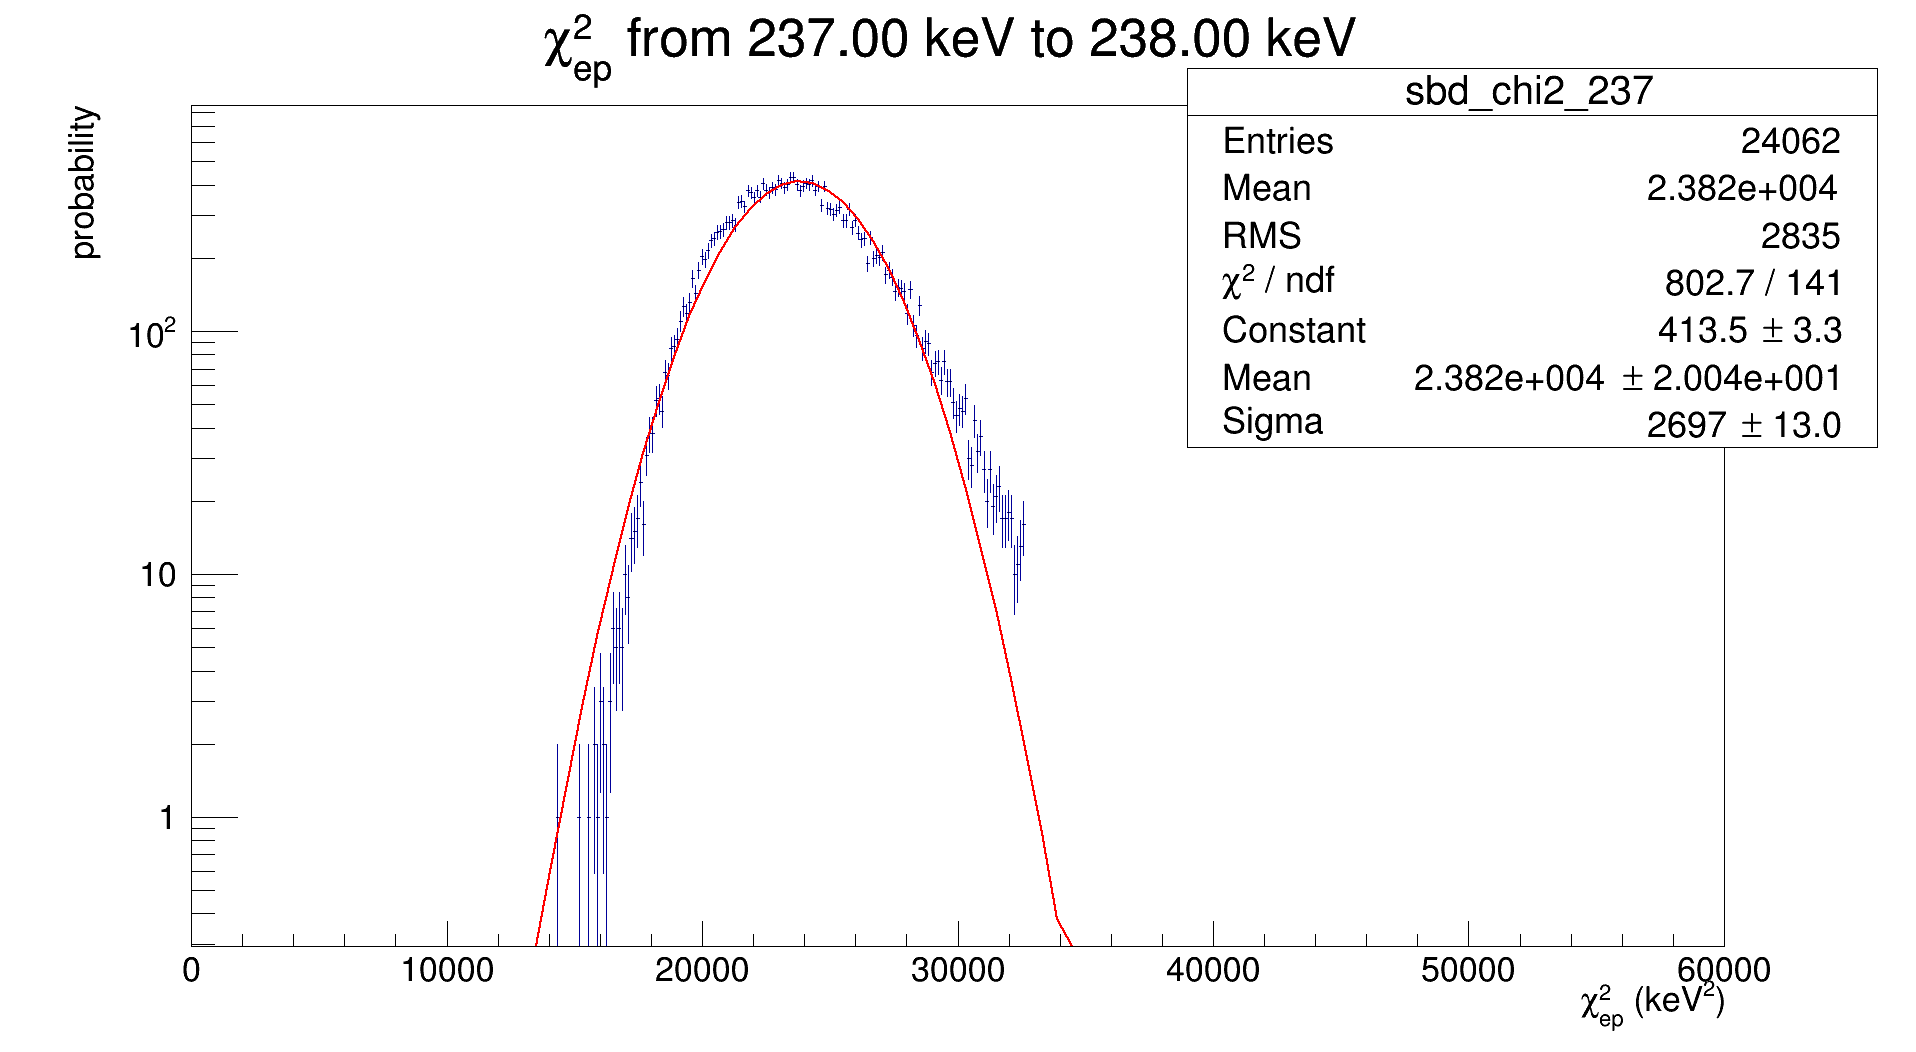 χ²ep from 237.00 keV to 238.00 keV
probability
sbd_chi2_237
Entries 24062
Mean 2.382e+004
RMS 2835
χ² / ndf 802.7 / 141
Constant 413.5 ± 3.3
Mean 2.382e+004 ± 2.004e+001
Sigma 2697 ± 13.0
10²
10
1
0 10000 20000 30000 40000 50000 60000
χ²ep (keV²)